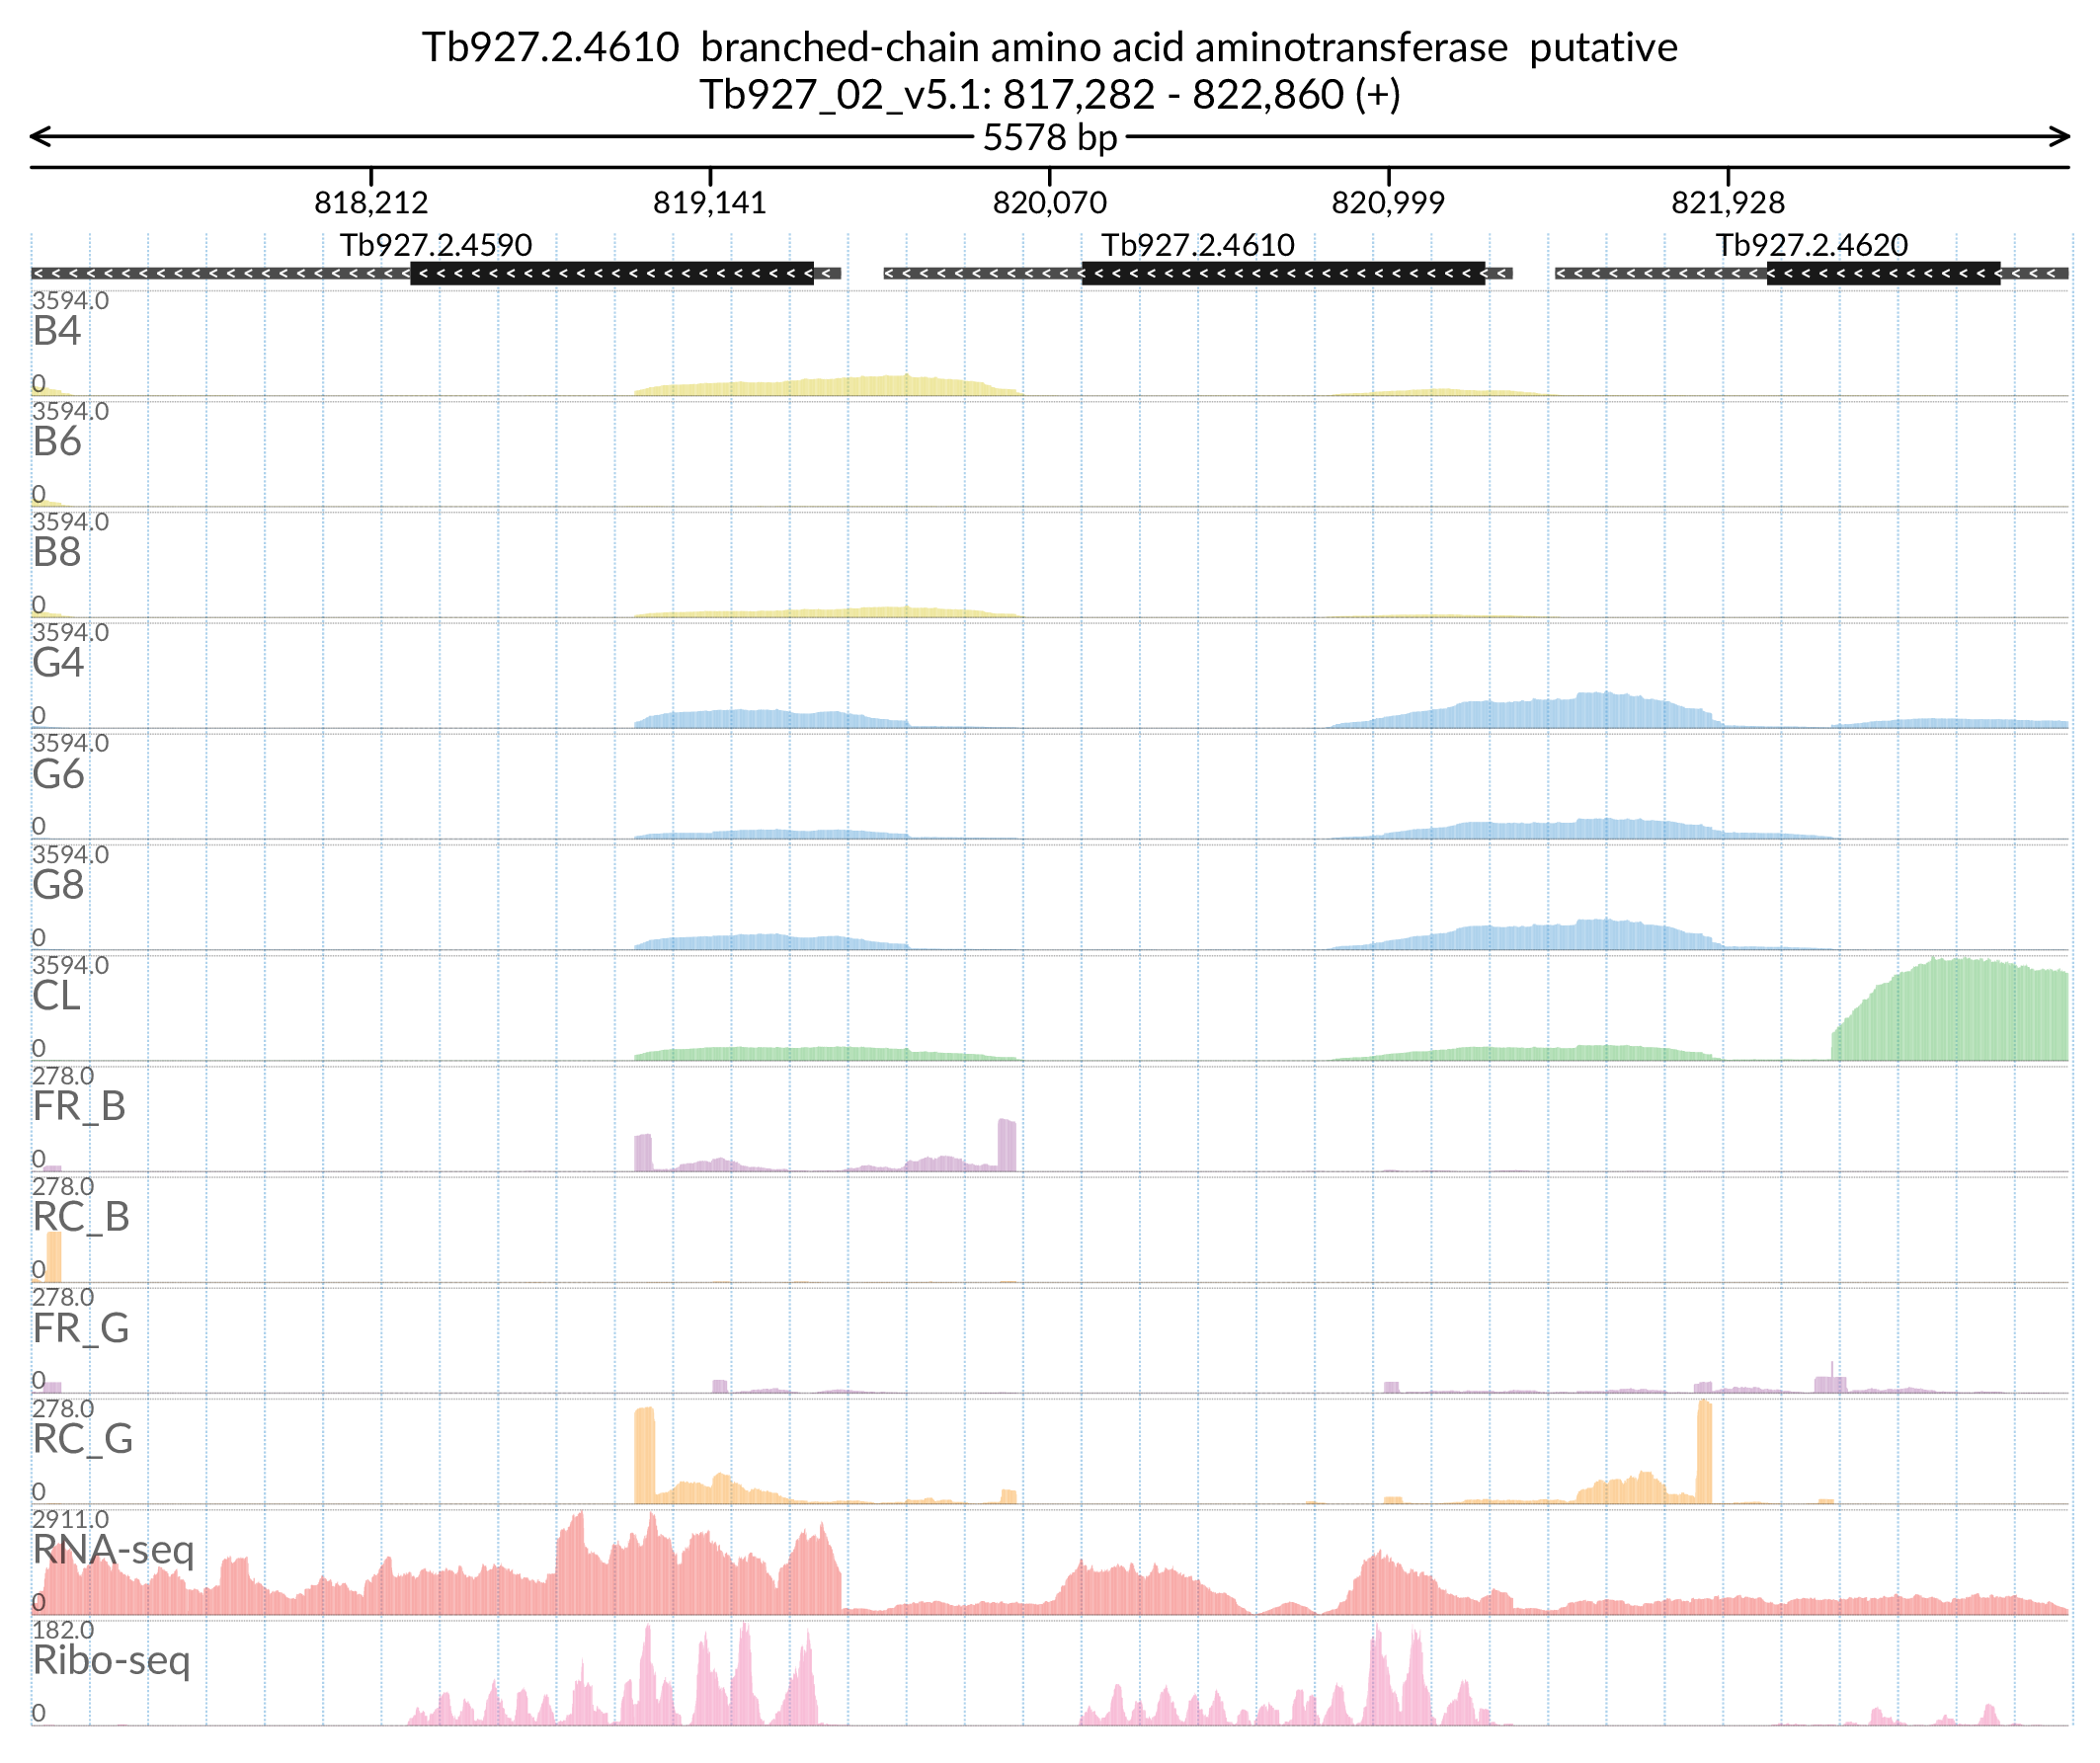 Tb927.2.4610 branched-chain amino acid aminotransferase putative
Tb927_02_v5.1: 817,282 - 822,860 (+)
5578 bp
818,212 819,141 820,070 820,999 821,928
Tb927.2.4590 Tb927.2.4610 Tb927.2.4620
3594.0
B4
0
3594.0
B6
0
3594.0
B8
0
3594.0
G4
0
3594.0
G6
0
3594.0
G8
0
3594.0
CL
0
278.0
FR_B
0
278.0
RC_B
0
278.0
FR_G
0
278.0
RC_G
0
2911.0
RNA-seq
0
182.0
Ribo-seq
0